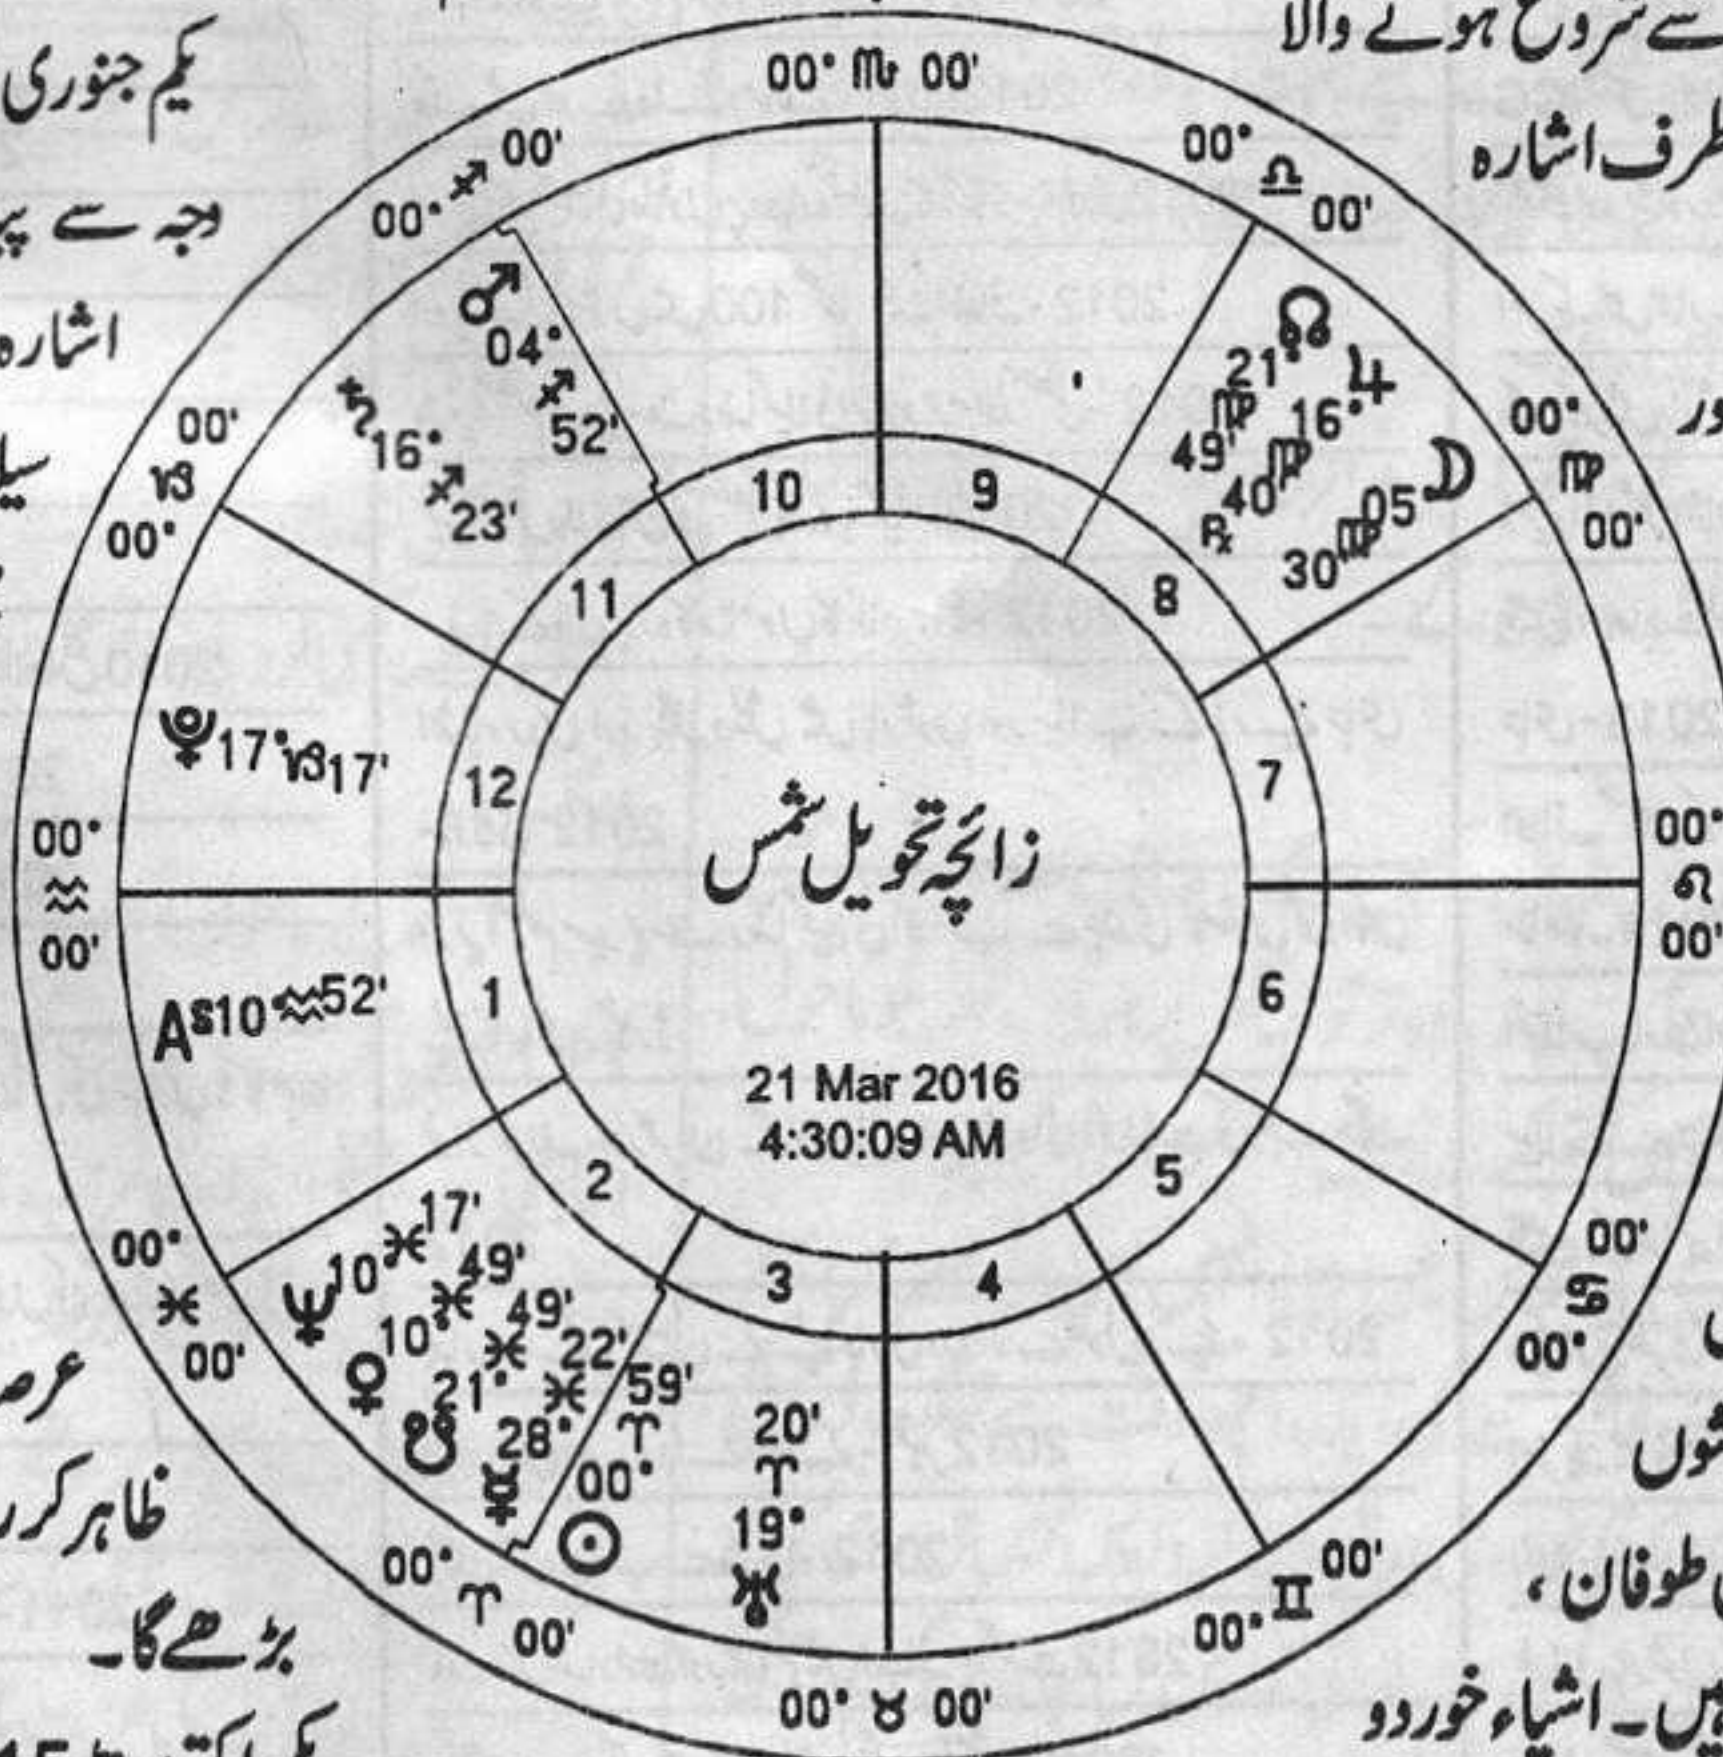 یکم جنوری
سے شروع ہونے والا
00° ♏ 00'
طرف اشارہ
00° ♐ 00'
00° ♎ 00'
وجہ سے
اشارہ
♂ 04° ♐ 52'
♄ 16° ♐ 23'
☊ 21° ♍ 49'
♃ 16° ♍ 40' ℞
☽ 05 ♍ 30'
00' ♑ 00°
00° ♍ 00'
10
9
11
8
♇ 17° ♑ 17'
12
7
00° ♒ 00'
زائچہ تحویل شمس
00° ♌ 00'
As 10° ♒ 52'
1
6
21 Mar 2016
4:30:09 AM
2
5
3
4
♆ 10 ♓ 17'
♀ 10° ♓ 49'
☋ 21° ♓ 49'
☿ 28° ♓ 22'
☉ 00° ♈ 59'
♅ 19° ♈ 20'
00° ♓ 00'
00' ♋ 00°
ظاہر کر
طوفان ،
00° ♈ 00'
00° ♊ 00'
بڑھے گا۔
00° ♉ 00'
ہیں۔ اشیاء خوردو